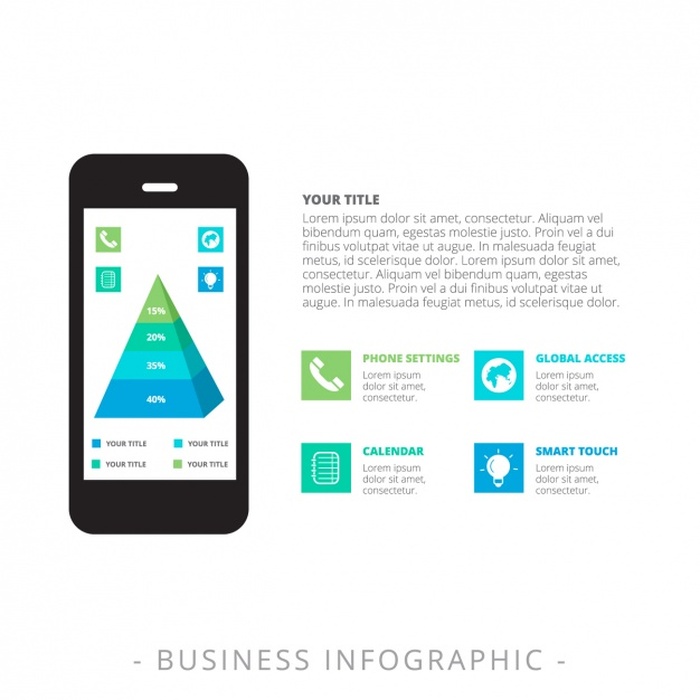 15%
20%
35%
40%
YOUR TITLE YOUR TITLE
YOUR TITLE YOUR TITLE
YOUR TITLE
Lorem ipsum dolor sit amet, consectetur. Aliquam vel
bibendum quam, egestas molestie justo. Proin in dui
finibus volutpat vitae ut augue. In mattis lorem
metus, id scelerisque dolor. Lorem ipsum dolor sit amet,
consectetur. Aliquam vel bibendum quam, egestas
molestie justo. Proin in dui finibus volutpat vitae ut
augue. In mattis feugiat metus, id scelerisque dolor.
PHONE SETTINGS
Lorem ipsum
dolor sit amet,
consectetur.
GLOBAL ACCESS
Lorem ipsum
dolor sit amet,
consectetur.
CALENDAR
Lorem ipsum
dolor sit amet,
consectetur.
SMART TOUCH
Lorem ipsum
dolor sit amet,
consectetur.
- BUSINESS INFOGRAPHIC -